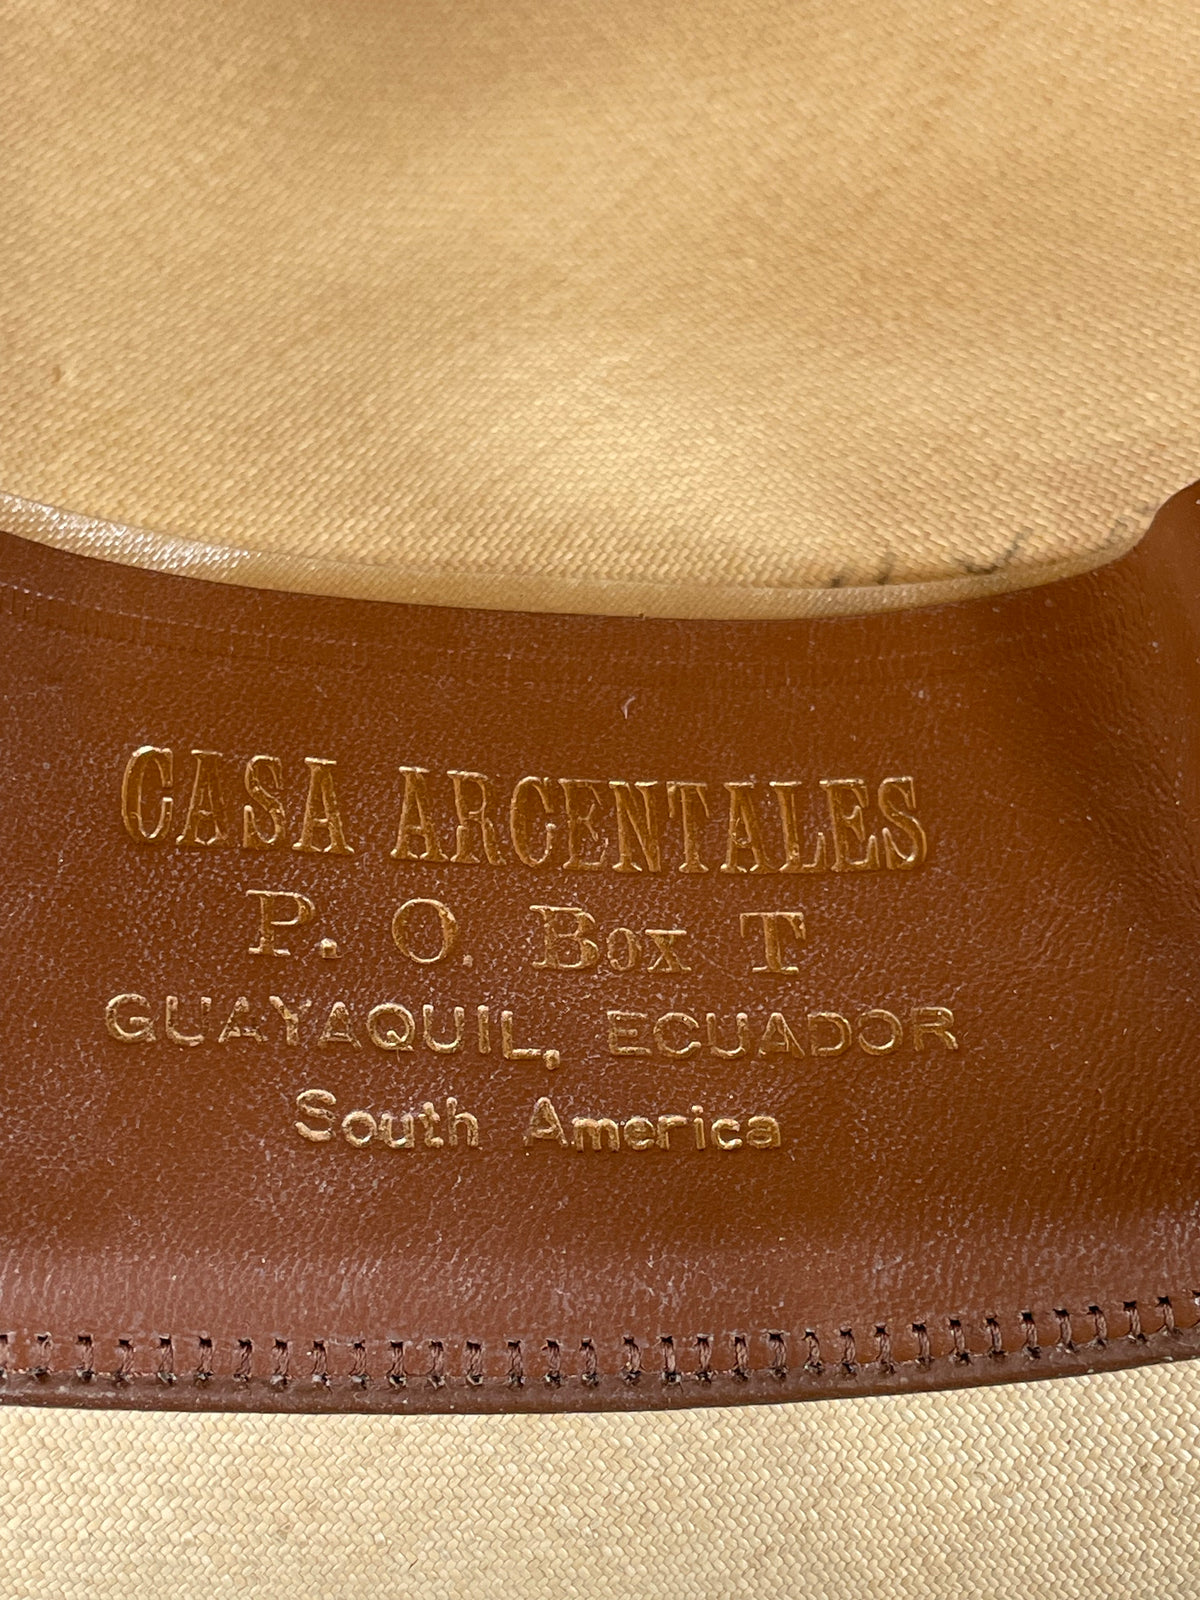 CASA ARCENTALES
P. O. Box T
GUAYAQUIL, ECUADOR
South America